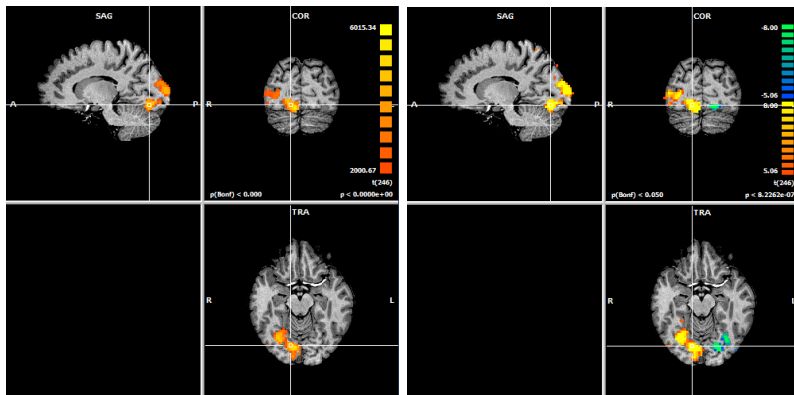 SAG
COR
6015.34
A
P
R
2000.67
t(246)
p(Bonf) < 0.000
p < 0.0000e+00
TRA
R
L
SAG
COR
-8.00
A
P
R
-5.06
8.00
5.06
t(246)
p(Bonf) < 0.050
p < 8.2262e-07
TRA
R